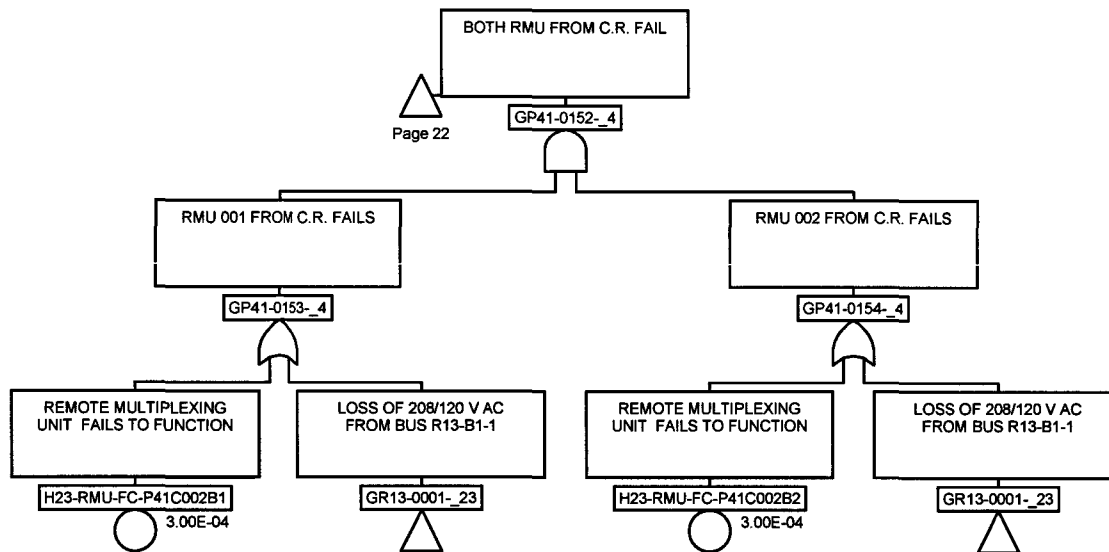 BOTH RMU FROM C.R. FAIL
Page 22
GP41-0152-_4
RMU 001 FROM C.R. FAILS
RMU 002 FROM C.R. FAILS
GP41-0153-_4
GP41-0154-_4
REMOTE MULTIPLEXING
UNIT FAILS TO FUNCTION
LOSS OF 208/120 V AC
FROM BUS R13-B1-1
REMOTE MULTIPLEXING
UNIT FAILS TO FUNCTION
LOSS OF 208/120 V AC
FROM BUS R13-B1-1
H23-RMU-FC-P41C002B1
3.00E-04
GR13-0001-_23
H23-RMU-FC-P41C002B2
3.00E-04
GR13-0001-_23